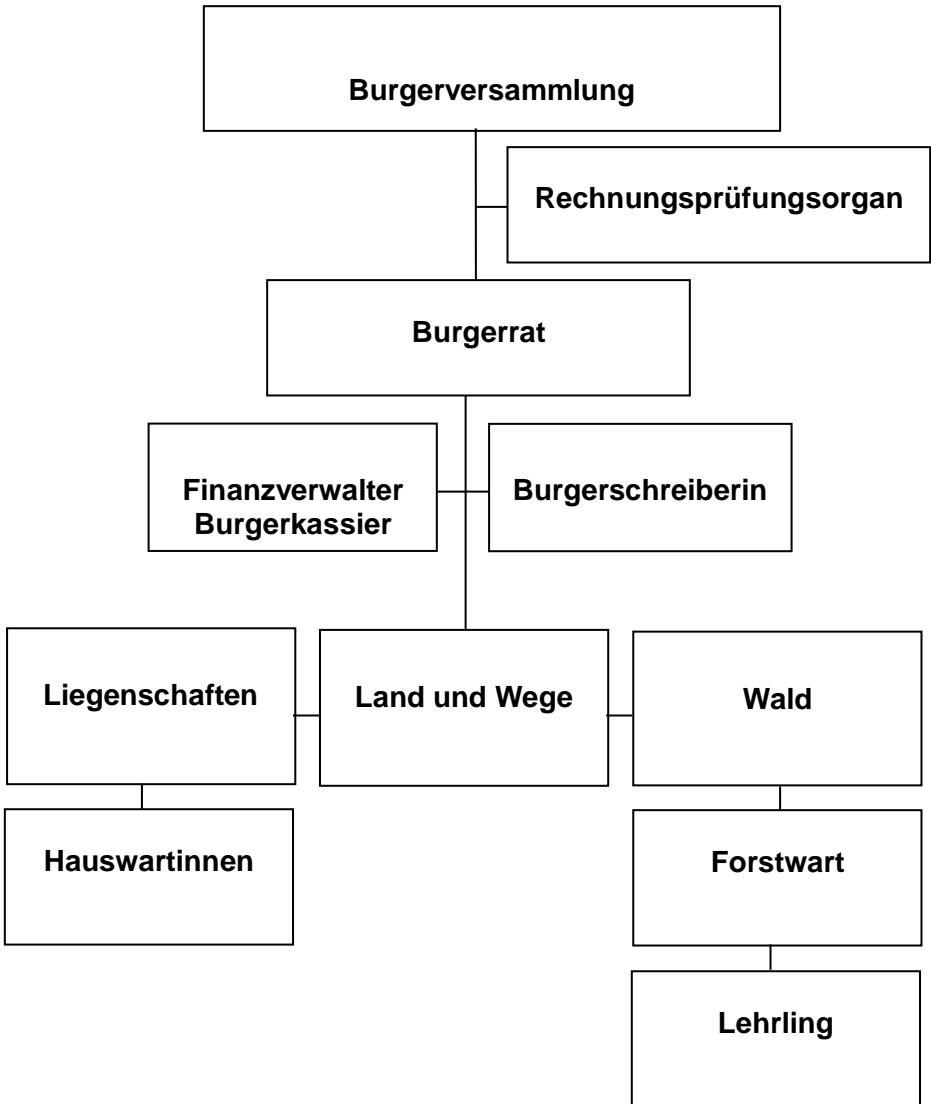 Burgerversammlung
Rechnungsprüfungsorgan
Burgerrat
Finanzverwalter
Burgerkassier
Burgerschreiberin
Liegenschaften
Land und Wege
Wald
Hauswartinnen
Forstwart
Lehrling